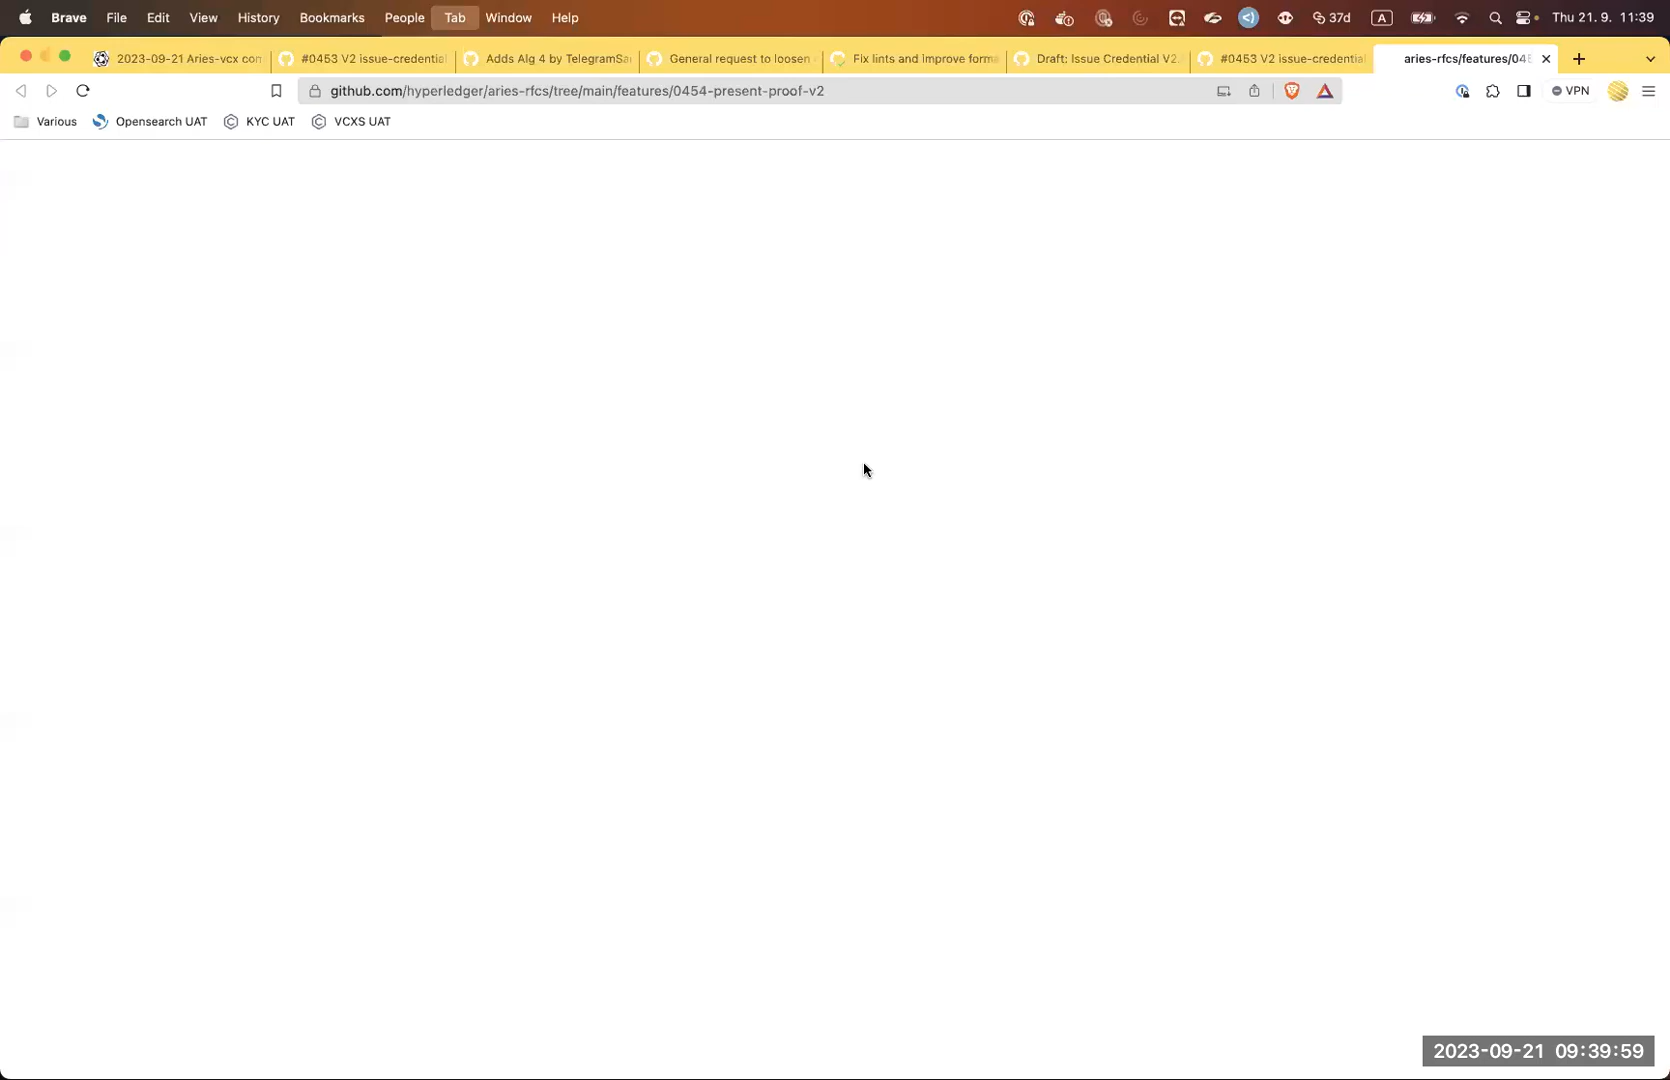 Brave File Edit View History Bookmarks People Tab Window Help 37d A Thu 21. 9. 11:39
2023-09-21 Aries-vcx con #0453 V2 issue-credential Adds Alg 4 by TelegramSa General request to loosen Fix lints and improve forma Draft: Issue Credential V2. #0453 V2 issue-credential aries-rfcs/features/045
github.com/hyperledger/aries-rfcs/tree/main/features/0454-present-proof-v2 VPN
Various Opensearch UAT KYC UAT VCXS UAT
2023-09-21 09:39:59